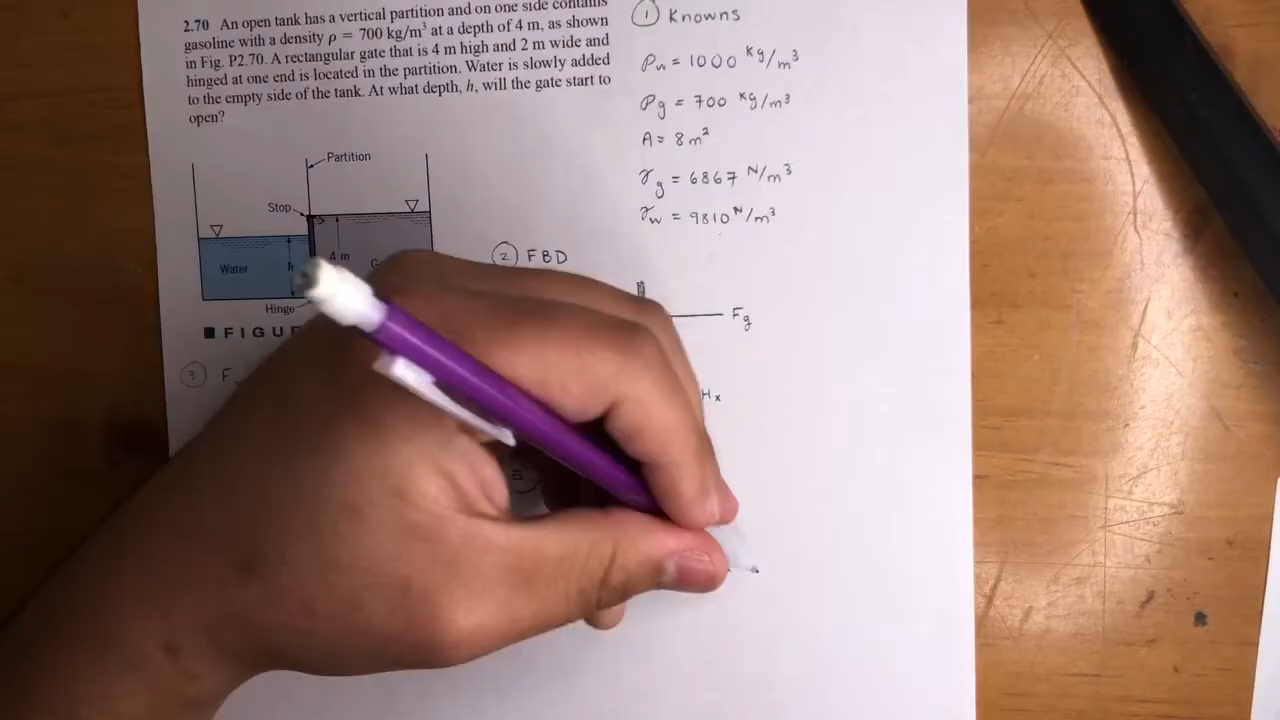 2.70 An open tank has a vertical partition and on one side contains
gasoline with a density ρ = 700 kg/m³ at a depth of 4 m, as shown
in Fig. P2.70. A rectangular gate that is 4 m high and 2 m wide and
hinged at one end is located in the partition. Water is slowly added
to the empty side of the tank. At what depth, h, will the gate start to
open?
Partition
Stop
Water
h
4 m
Hinge
■ FIGU
① Knowns
ρw = 1000 kg/m³
ρg = 700 kg/m³
A = 8 m²
γg = 6867 N/m³
γw = 9810 N/m³
② FBD
Fg
Hx
③ F